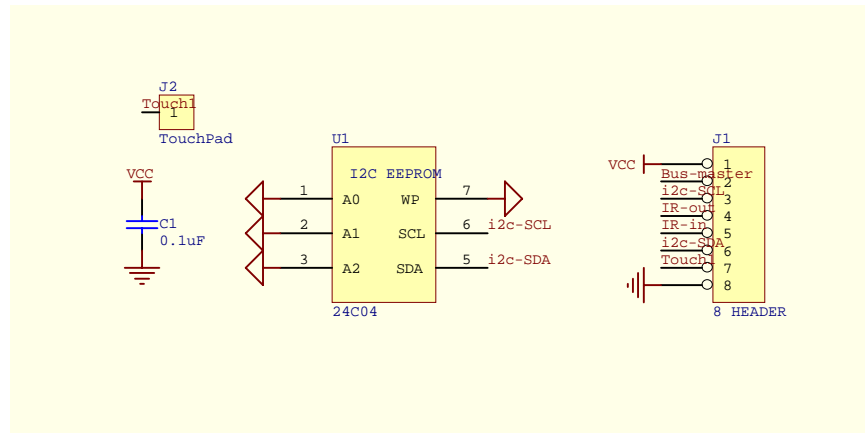 J2
Touch1
1
TouchPad
VCC
C1
0.1uF
U1
I2C EEPROM
1 A0 WP 7
2 A1 SCL 6 i2c-SCL
3 A2 SDA 5 i2c-SDA
24C04
J1
VCC 1
Bus-master 2
i2c-SCL 3
IR-out 4
IR-in 5
i2c-SDA 6
Touch1 7
8
8 HEADER